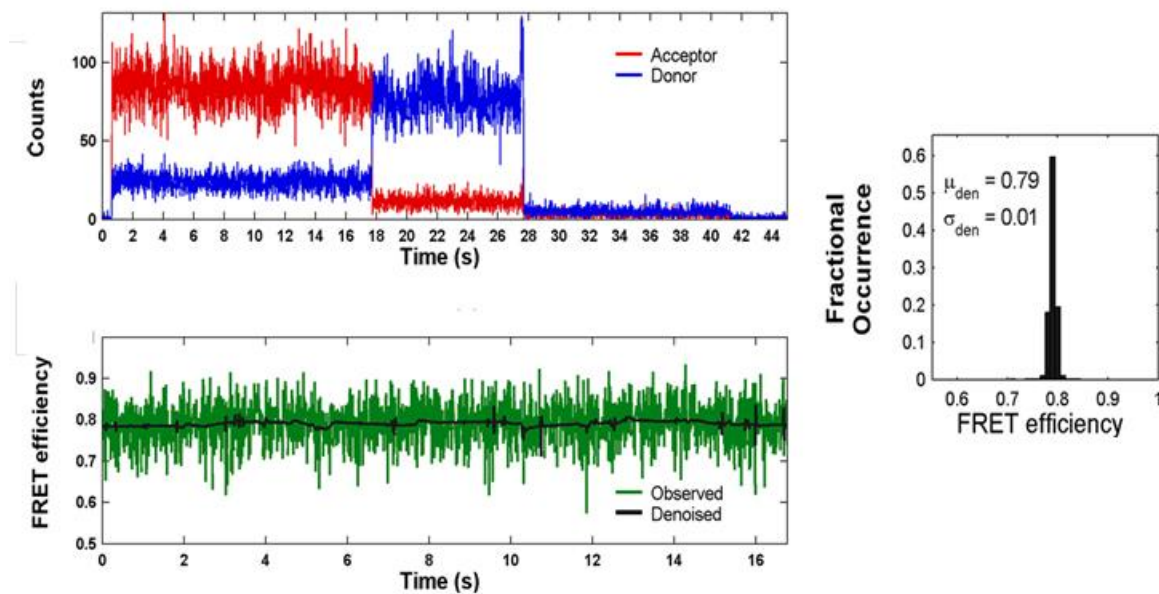 Counts
100
50
0
Acceptor
Donor
0 2 4 6 8 10 12 14 16 18 20 22 24 26 28 30 32 34 36 38 40 42 44
Time (s)
FRET efficiency
0.9
0.8
0.7
0.6
0.5
Observed
Denoised
0 2 4 6 8 10 12 14 16
Time (s)
Fractional
Occurrence
0.6
0.5
0.4
0.3
0.2
0.1
0
μden = 0.79
σden = 0.01
0.6 0.7 0.8 0.9 1
FRET efficiency